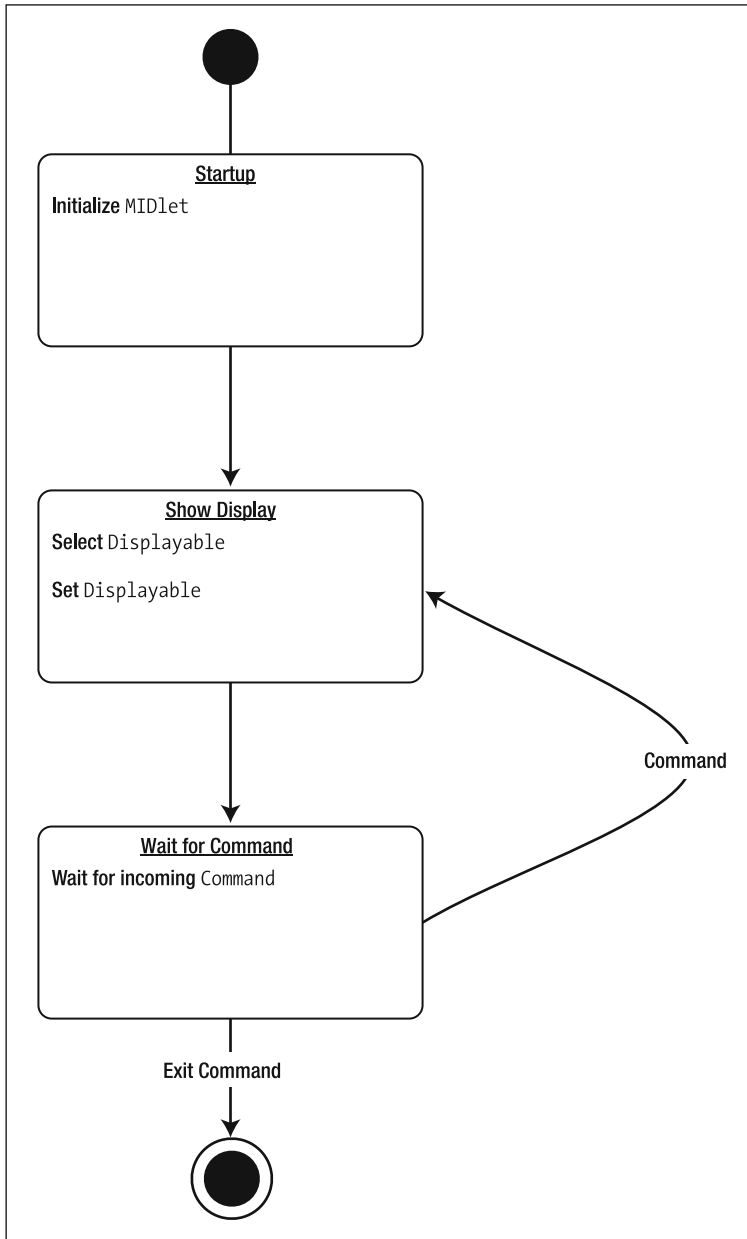 Startup
Initialize MIDlet
Show Display
Select Displayable
Set Displayable
Command
Wait for Command
Wait for incoming Command
Exit Command